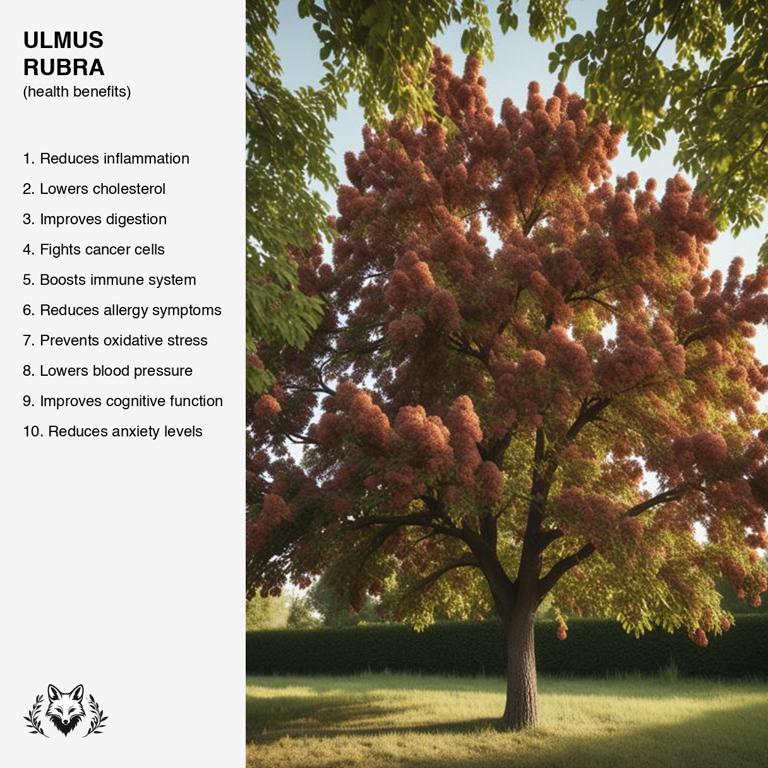 ULMUS
RUBRA
(health benefits)
1. Reduces inflammation
2. Lowers cholesterol
3. Improves digestion
4. Fights cancer cells
5. Boosts immune system
6. Reduces allergy symptoms
7. Prevents oxidative stress
8. Lowers blood pressure
9. Improves cognitive function
10. Reduces anxiety levels